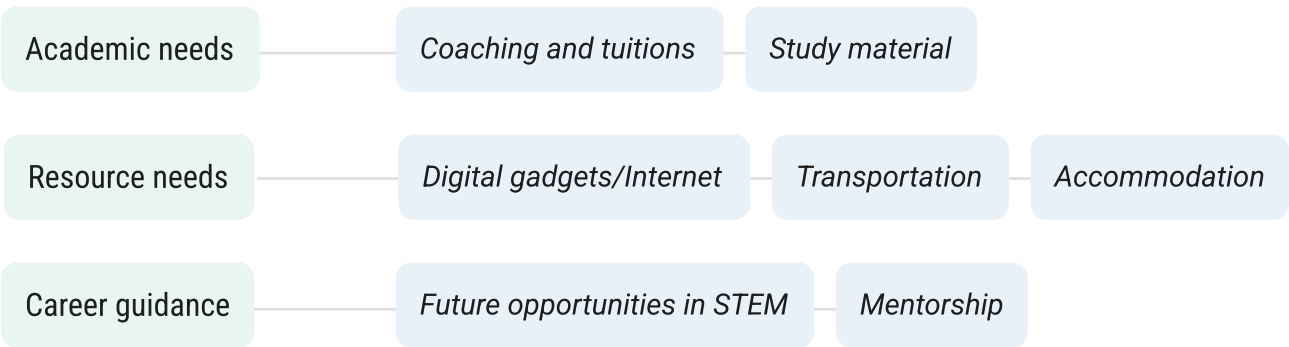 Academic needs Coaching and tuitions Study material
Resource needs Digital gadgets/Internet Transportation Accommodation
Career guidance Future opportunities in STEM Mentorship